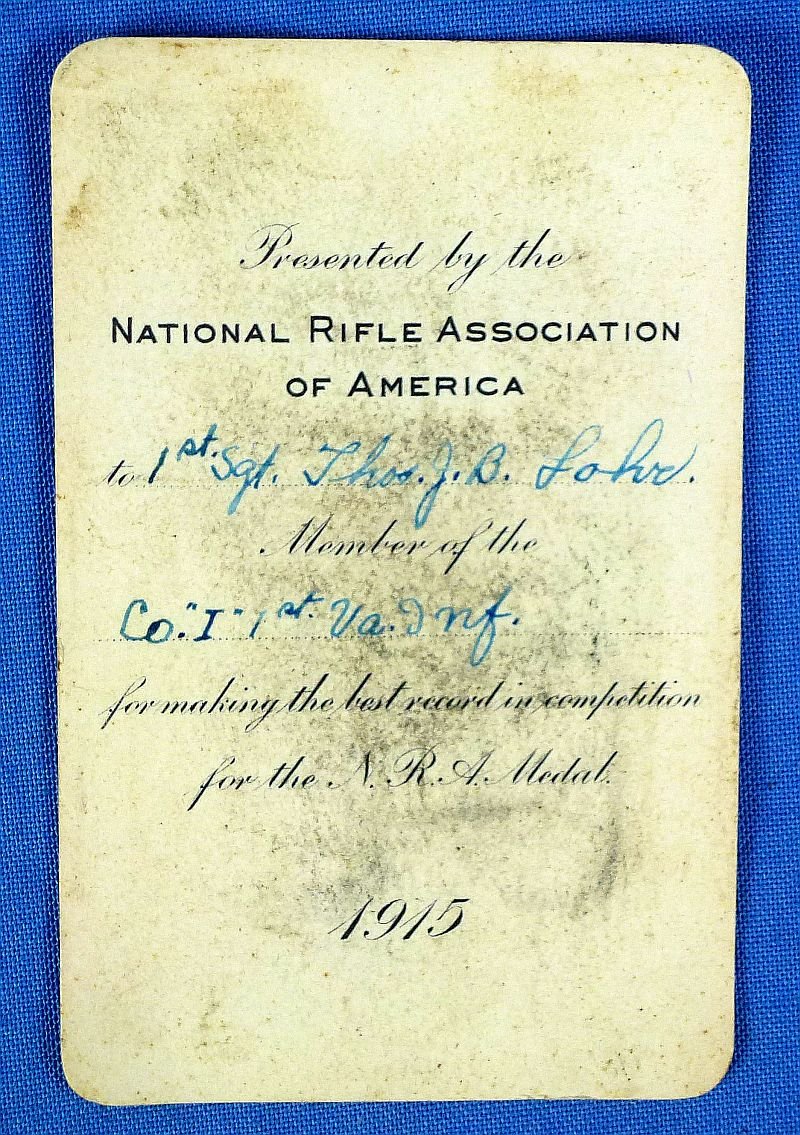 Presented by the
NATIONAL RIFLE ASSOCIATION
OF AMERICA
to 1st. Sgt. Thos. J. B. Lohr.
Member of the
Co. "I" 1st. Va. Inf.
for making the best record in competition
for the N. R. A. Medal.
1915